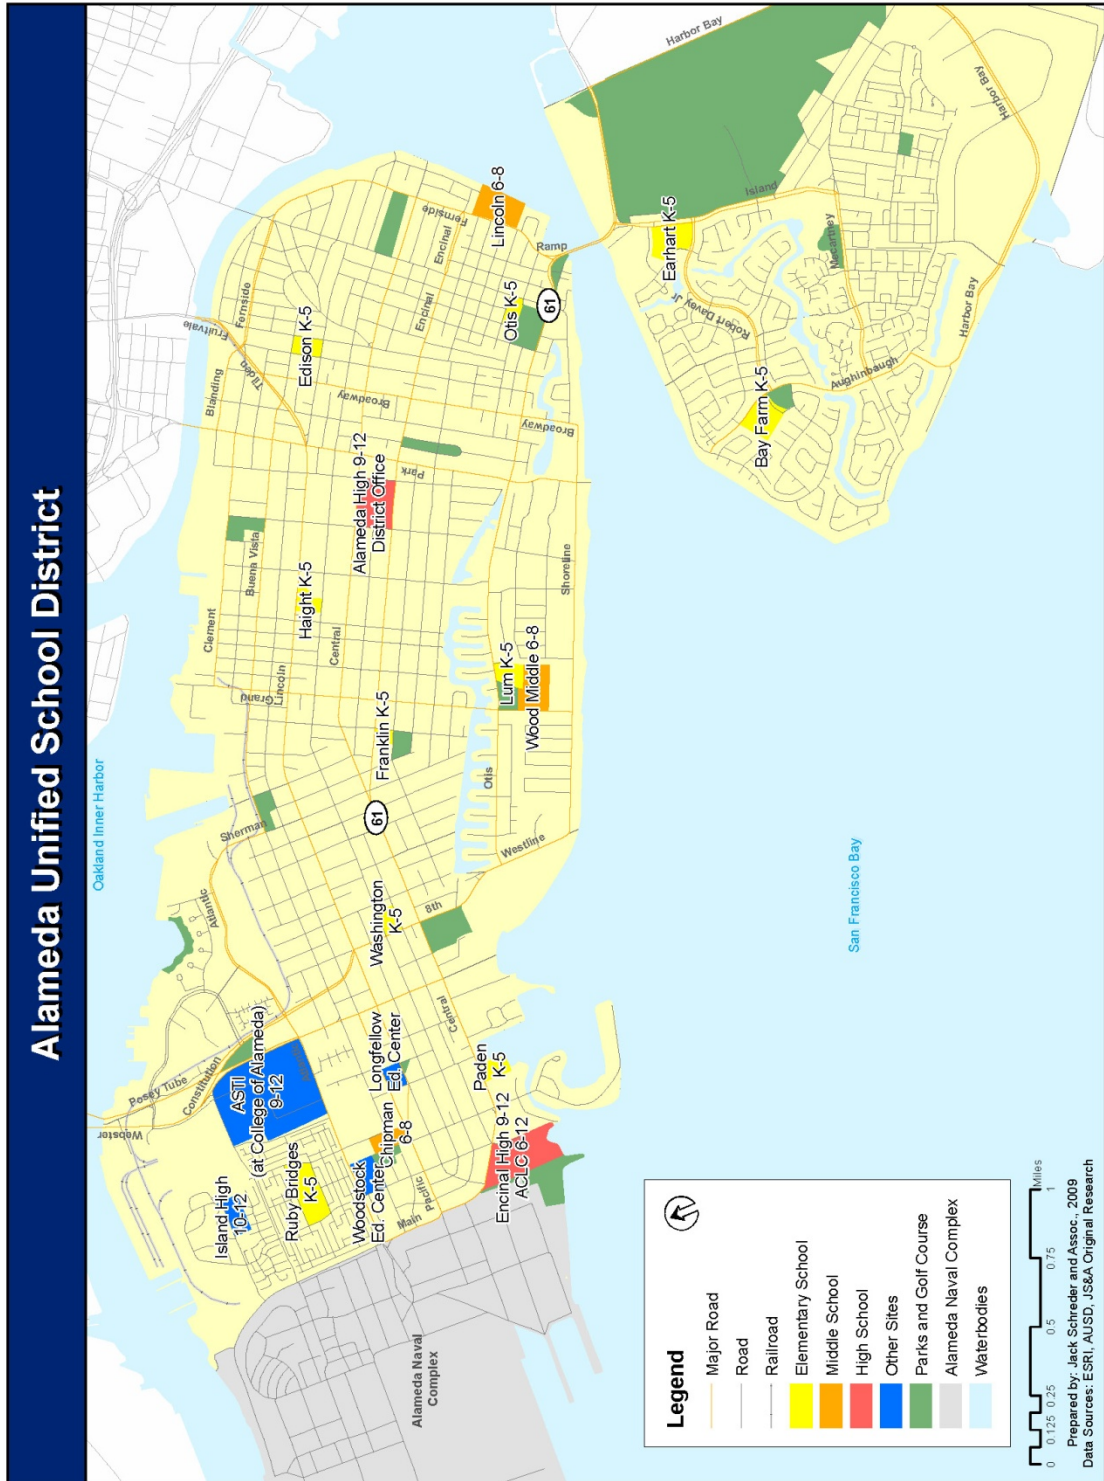 Alameda Unified School District
Oakland Inner Harbor
San Francisco Bay
Harbor Bay
Harbor Bay
Harbor Bay
Island
Mecartney
Aughinbaugh
Robert Davey Jr
Earhart K-5
Bay Farm K-5
Ramp
61
Lincoln 6-8
Otis K-5
Fernside
Fernside
Encinal
Encinal
Fruitvale
Tilden
Blanding
Edison K-5
Broadway
Broadway
Park
Alameda High 9-12
District Office
Buena Vista
Clement
Haight K-5
Lincoln
Central
Grand
Shoreline
Lum K-5
Wood Middle 6-8
Otis
Franklin K-5
61
Sherman
Westline
Atlantic
8th
Washington
K-5
Central
Posey Tube
Constitution
Webster
ASTI
(at College of Alameda)
9-12
Longfellow
Ed. Center
Paden
K-5
Chipman
6-8
Encinal High 9-12
ACLC 6-12
Island High
10-12
Ruby Bridges
K-5
Woodstock
Ed. Center
Main
Pacific
Alameda Naval
Complex
Legend
Major Road
Road
Railroad
Elementary School
Middle School
High School
Other Sites
Parks and Golf Course
Alameda Naval Complex
Waterbodies
0 0.125 0.25 0.5 0.75 1
Miles
Prepared by: Jack Schreder and Assoc., 2009
Data Sources: ESRI, AUSD, JS&A Original Research